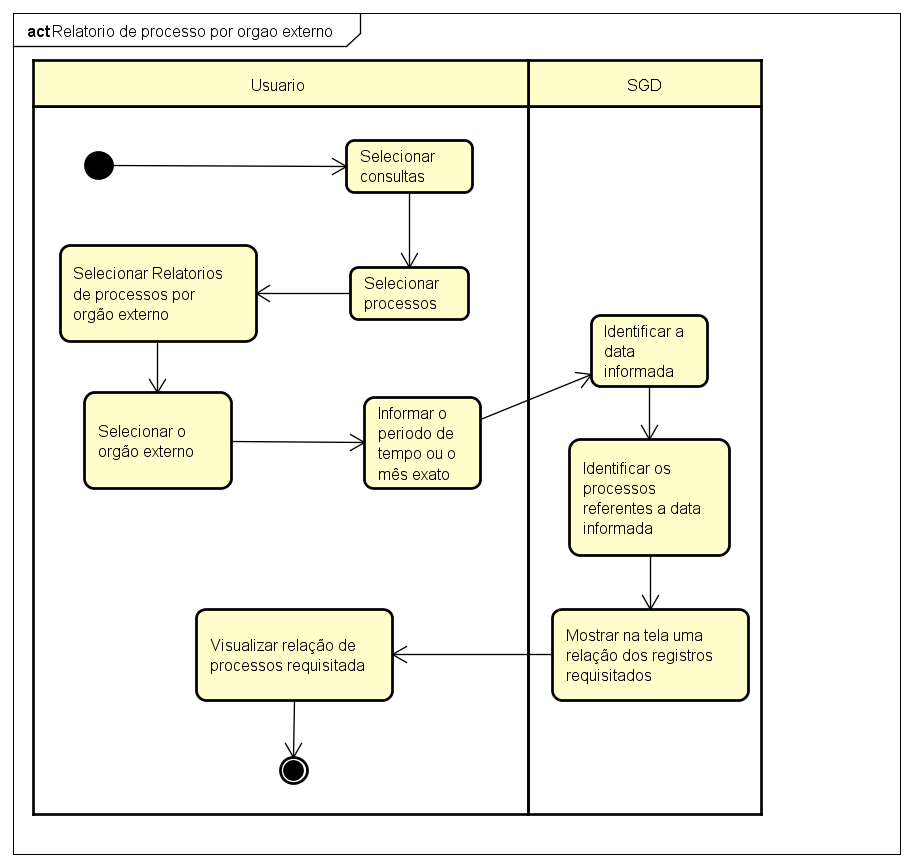 act Relatorio de processo por orgao externo
Usuario
SGD
Selecionar
consultas
Selecionar
processos
Selecionar Relatorios
de processos por
orgão externo
Selecionar o
orgão externo
Informar o
periodo de
tempo ou o
mês exato
Identificar a
data
informada
Identificar os
processos
referentes a data
informada
Mostrar na tela uma
relação dos registros
requisitados
Visualizar relação de
processos requisitada